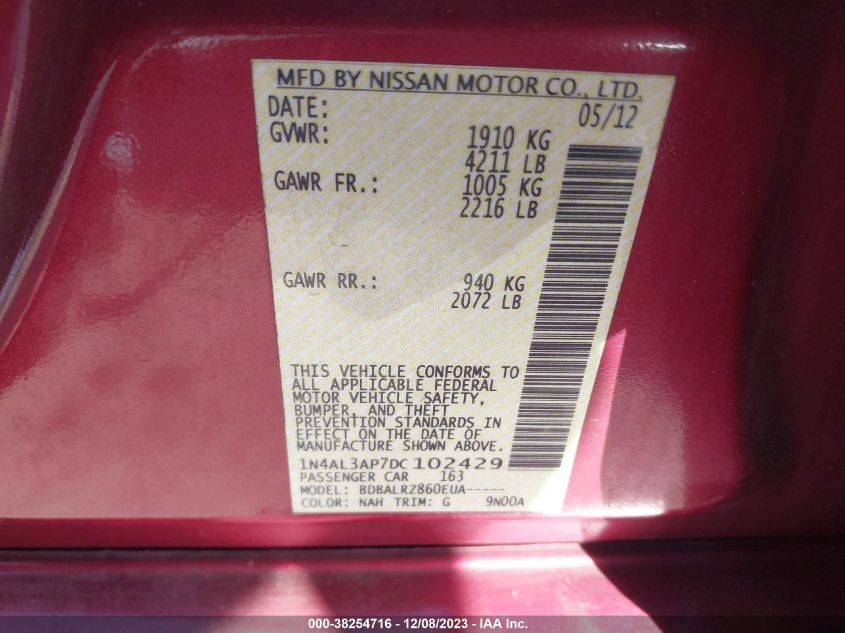 MFD BY NISSAN MOTOR CO., LTD.
DATE: 05/12
GVWR: 1910 KG
4211 LB
GAWR FR.: 1005 KG
2216 LB
GAWR RR.: 940 KG
2072 LB
THIS VEHICLE CONFORMS TO
ALL APPLICABLE FEDERAL
MOTOR VEHICLE SAFETY,
BUMPER, AND THEFT
PREVENTION STANDARDS IN
EFFECT ON THE DATE OF
MANUFACTURE SHOWN ABOVE.
1N4AL3AP7DC102429
PASSENGER CAR 163
MODEL: BDBALRZ860EUA-----
COLOR: NAH TRIM: G 9N00A
000-38254716 - 12/08/2023 - IAA Inc.